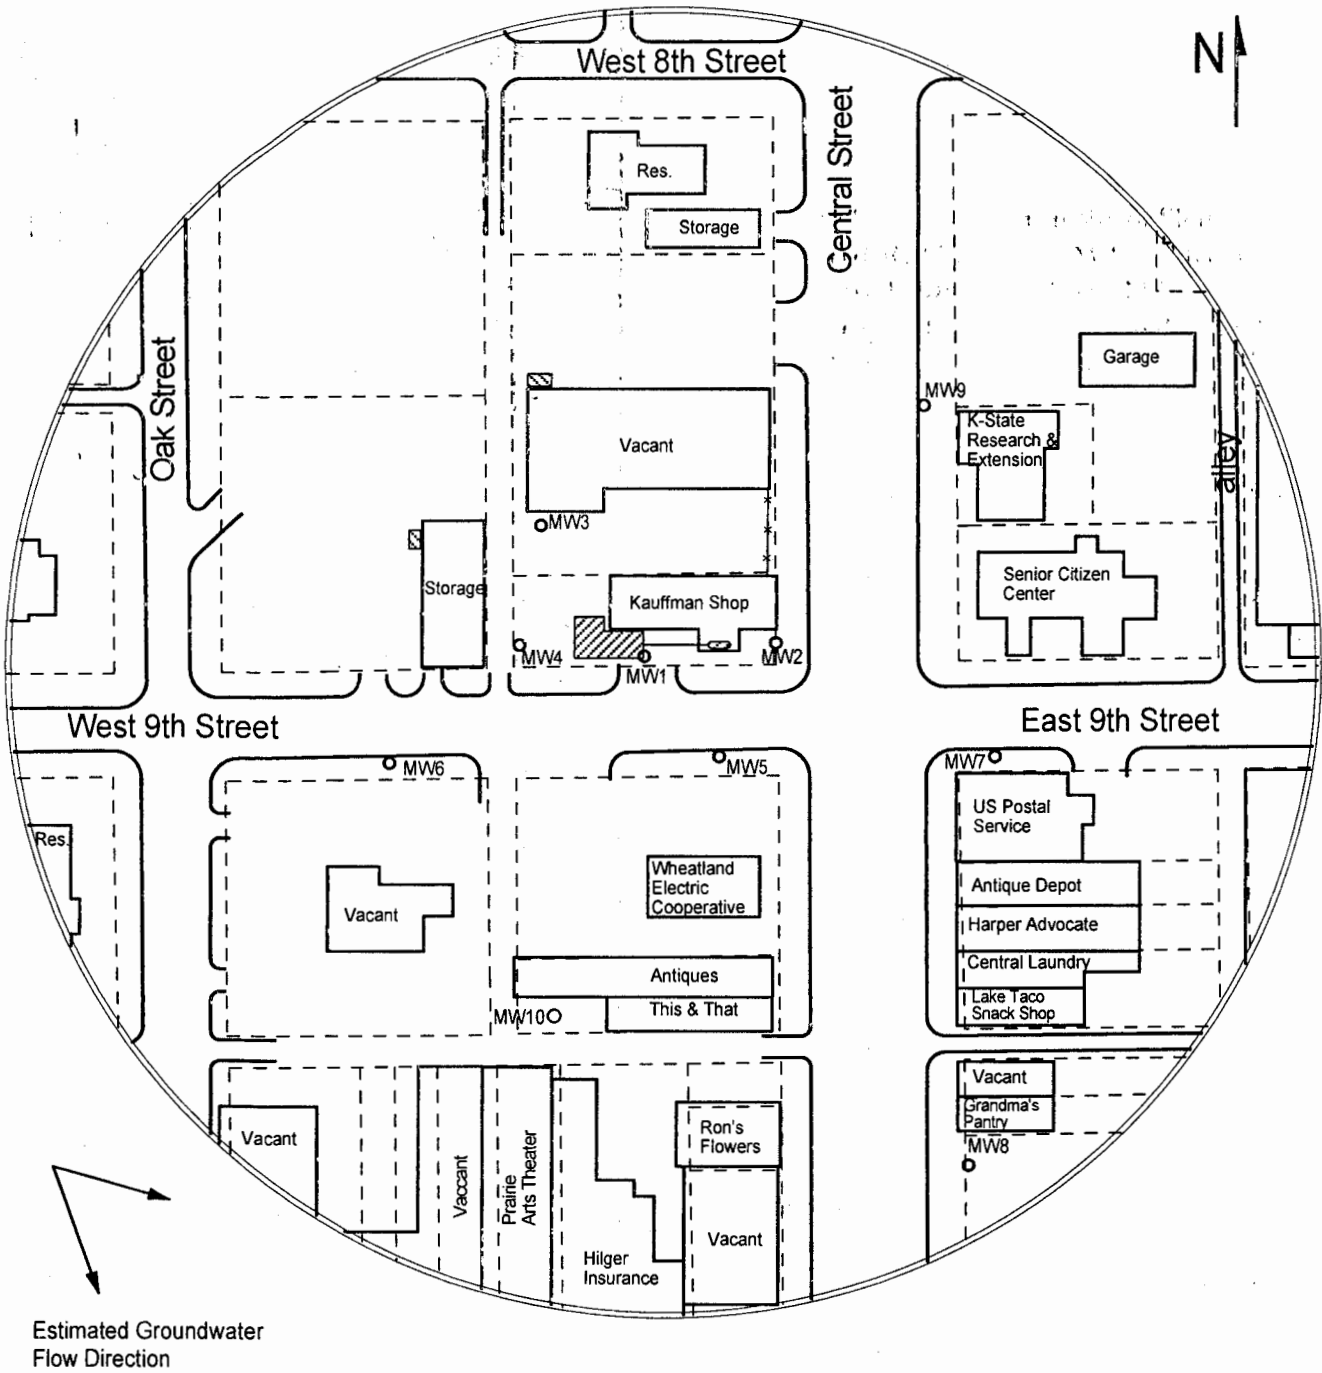 West 8th Street
N
Central Street
Res.
Storage
Oak Street
Garage
MW9
K-State
Research &
Extension
alley
Vacant
MW3
Storage
Kauffman Shop
Senior Citizen
Center
MW4
MW1
MW2
West 9th Street
East 9th Street
MW6
MW5
MW7
US Postal
Service
Res.
Wheatland
Electric
Cooperative
Antique Depot
Vacant
Harper Advocate
Antiques
Central Laundry
This & That
Lake Taco
Snack Shop
MW10
Vacant
Grandma's
Pantry
Vacant
Ron's
Flowers
MW8
Vaccant
Prairie
Arts Theater
Vacant
Hilger
Insurance
Estimated Groundwater
Flow Direction